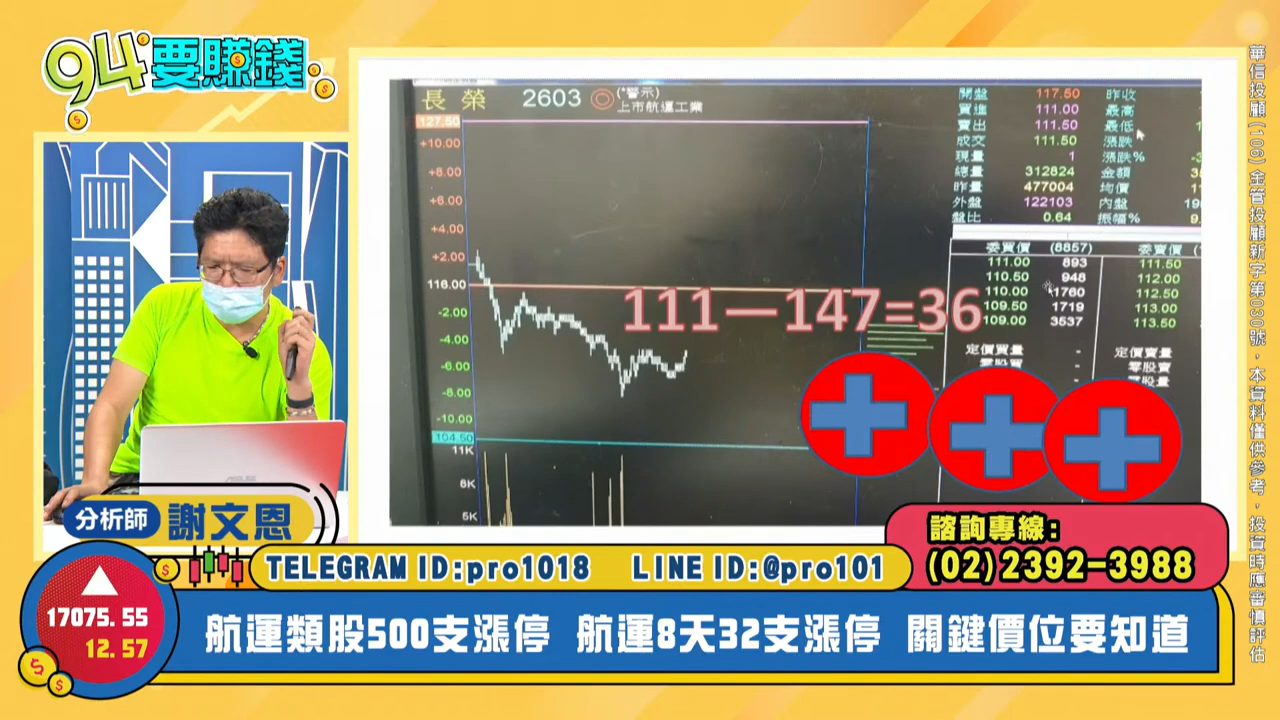 94要賺錢
長榮 2603 (*警示)
上市航運工業
127.50
+10.00
+8.00
+6.00
+4.00
+2.00
116.00
-2.00
-4.00
-6.00
-8.00
-10.00
104.50
11K
8K
5K
開盤 117.50 昨收
買進 111.00 最高
賣出 111.50 最低
成交 111.50 漲跌
現量 1 漲跌%
總量 312824 金額
昨量 477004 均價
外盤 122103 內盤
盤比 0.64 振幅%
委買價 (8857) 委賣價
111.00 893 111.50
110.50 948 112.00
110.00 1760 112.50
109.50 1719 113.00
109.00 3537 113.50
定價買量 - 定價賣量
零股買 - 零股賣
零股量
111—147=36
華信投顧(106)金管投顧新字第030號,本資料僅供參考,投資時應審慎評估
分析師 謝文恩
諮詢專線:
(02)2392-3988
TELEGRAM ID:pro1018 LINE ID:@pro101
17075.55
12.57
航運類股500支漲停 航運8天32支漲停 關鍵價位要知道